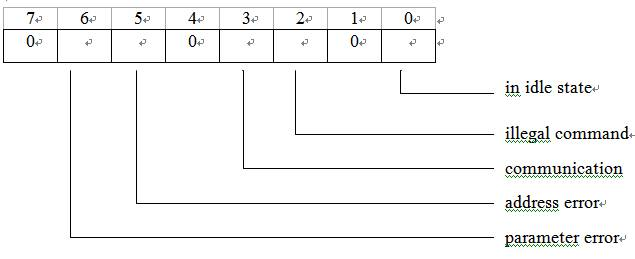 7 6 5 4 3 2 1 0
0 0 0
in idle state
illegal command
communication
address error
parameter error